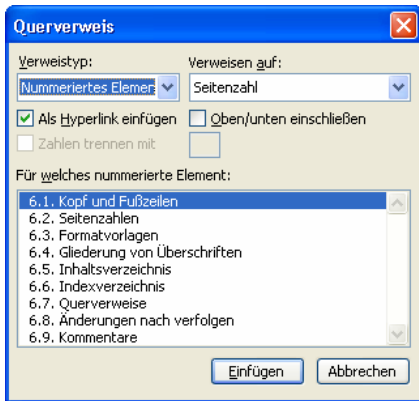 Querverweis
Verweistyp: Verweisen auf:
Nummeriertes Elemen Seitenzahl
Als Hyperlink einfügen Oben/unten einschließen
Zahlen trennen mit
Für welches nummerierte Element:
6.1. Kopf und Fußzeilen
6.2. Seitenzahlen
6.3. Formatvorlagen
6.4. Gliederung von Überschriften
6.5. Inhaltsverzeichnis
6.6. Indexverzeichnis
6.7. Querverweise
6.8. Änderungen nach verfolgen
6.9. Kommentare
Einfügen Abbrechen